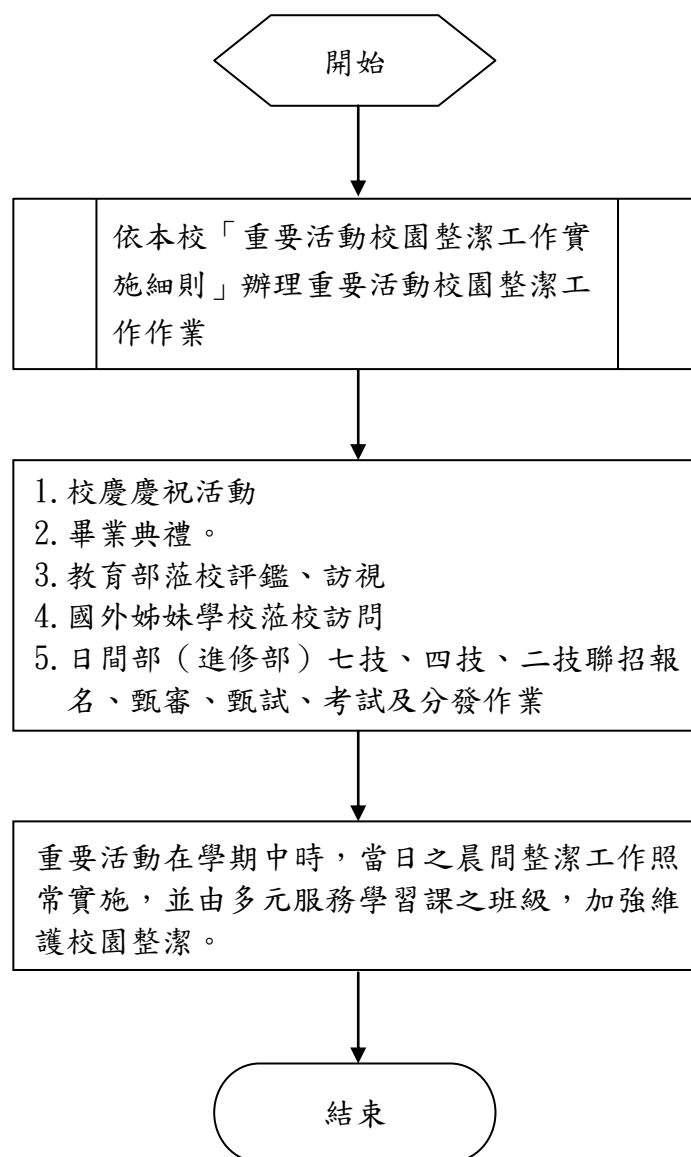 開始
依本校「重要活動校園整潔工作實
施細則」辦理重要活動校園整潔工
作作業
1.校慶慶祝活動
2.畢業典禮。
3.教育部蒞校評鑑、訪視
4.國外姊妹學校蒞校訪問
5.日間部（進修部）七技、四技、二技聯招報
名、甄審、甄試、考試及分發作業
重要活動在學期中時，當日之晨間整潔工作照
常實施，並由多元服務學習課之班級，加強維
護校園整潔。
結束